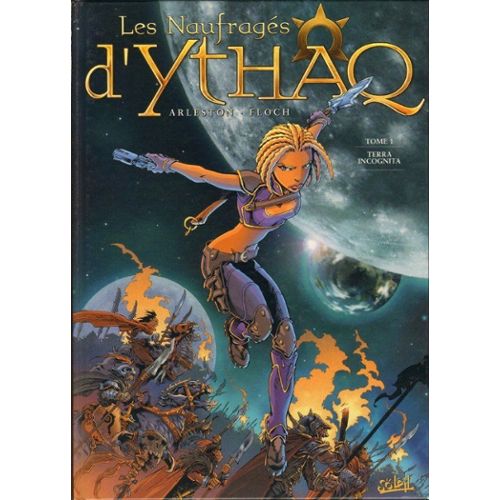 Les Naufragés
d'YTHAQ
ARLESTON - FLOCH
TOME 1
TERRA
INCOGNITA
SOLEIL